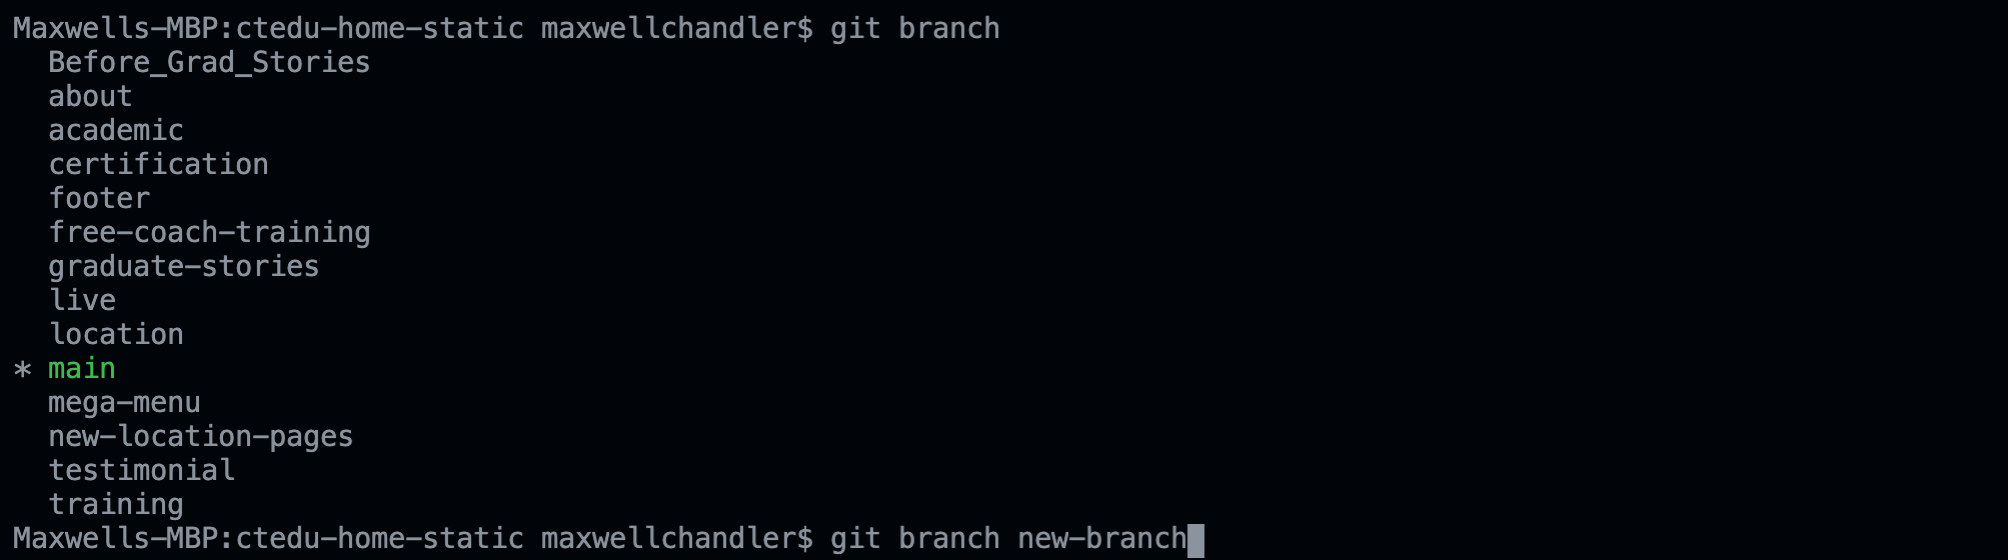 Maxwells-MBP:ctedu-home-static maxwellchandler$ git branch
  Before_Grad_Stories
  about
  academic
  certification
  footer
  free-coach-training
  graduate-stories
  live
  location
* main
  mega-menu
  new-location-pages
  testimonial
  training
Maxwells-MBP:ctedu-home-static maxwellchandler$ git branch new-branch